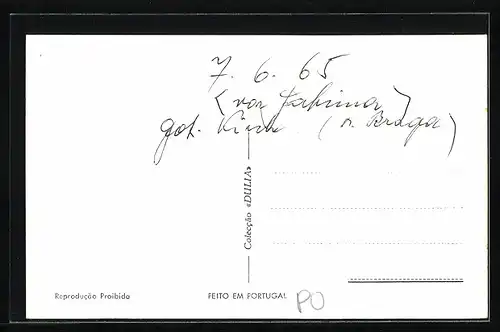 7. 6. 65
(von Fatima)
got. Kirche (n. Braga)
Colecção «DULIA»
Reprodução Proibida
FEITO EM PORTUGAL
PO